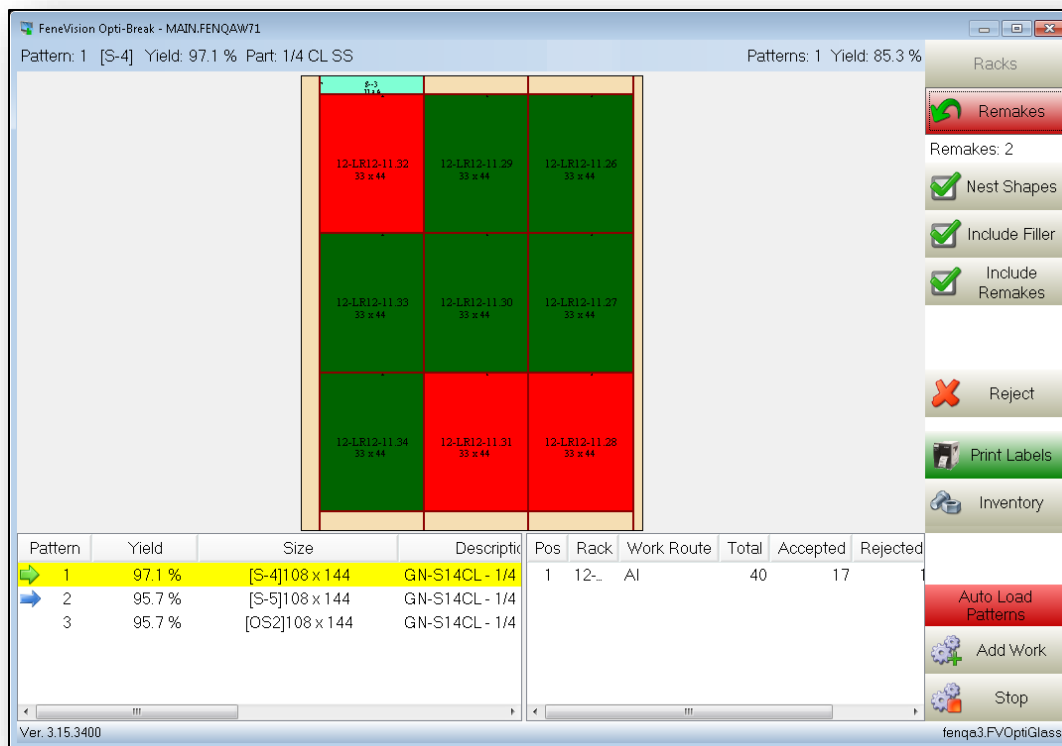 FeneVision Opti-Break - MAIN.FENQAW71
Pattern: 1 [S-4] Yield: 97.1 % Part: 1/4 CL SS
Patterns: 1 Yield: 85.3 %
Racks
Remakes
Remakes: 2
Nest Shapes
Include Filler
Include
Remakes
Reject
Print Labels
Inventory
Auto Load
Patterns
Add Work
Stop
S--3
12-LR12-11.32
33 x 44
12-LR12-11.29
33 x 44
12-LR12-11.26
33 x 44
12-LR12-11.33
33 x 44
12-LR12-11.30
33 x 44
12-LR12-11.27
33 x 44
12-LR12-11.34
33 x 44
12-LR12-11.31
33 x 44
12-LR12-11.28
33 x 44
Pattern Yield Size Descriptic
1 97.1 % [S-4]108 x 144 GN-S14CL - 1/4
2 95.7 % [S-5]108 x 144 GN-S14CL - 1/4
3 95.7 % [OS2]108 x 144 GN-S14CL - 1/4
Pos Rack Work Route Total Accepted Rejected
1 12-.. AI 40 17 1
Ver. 3.15.3400
fenqa3.FVOptiGlass